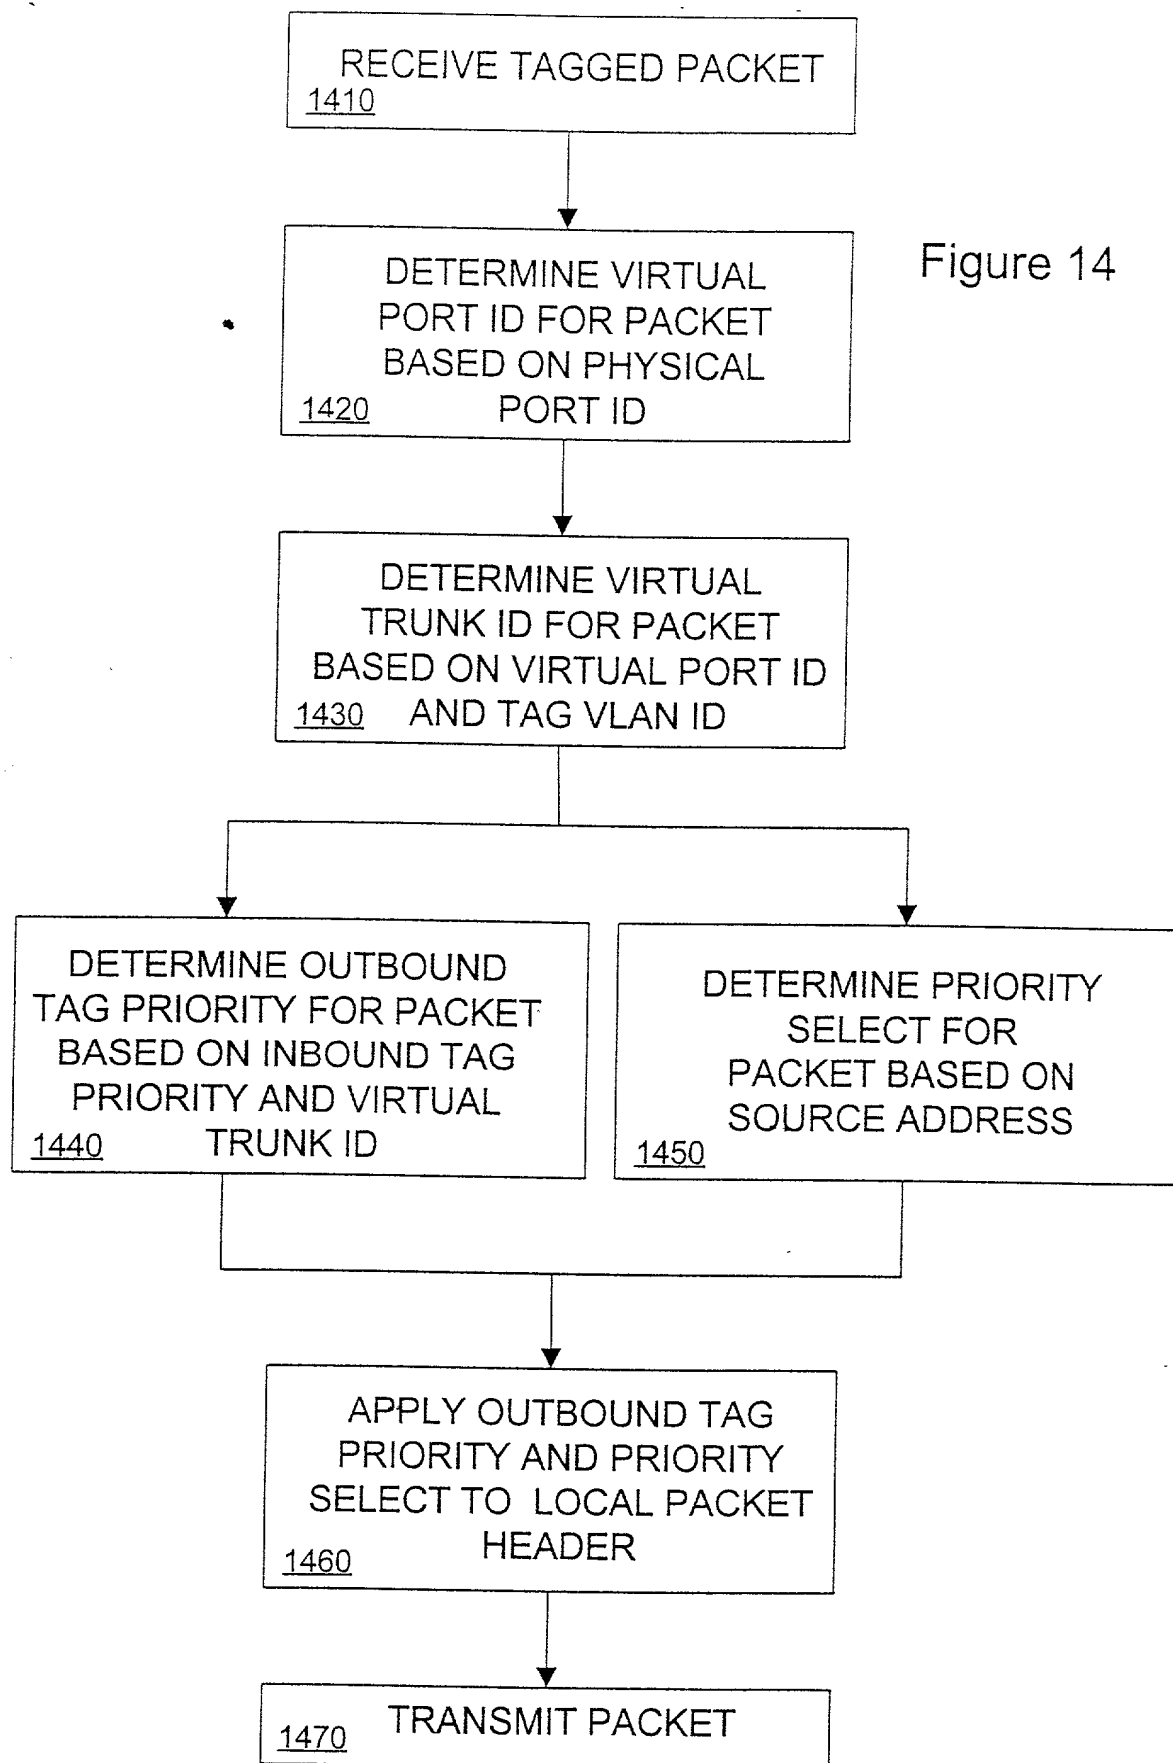 RECEIVE TAGGED PACKET
1410
Figure 14
DETERMINE VIRTUAL
PORT ID FOR PACKET
BASED ON PHYSICAL
1420 PORT ID
DETERMINE VIRTUAL
TRUNK ID FOR PACKET
BASED ON VIRTUAL PORT ID
1430 AND TAG VLAN ID
DETERMINE OUTBOUND
TAG PRIORITY FOR PACKET
BASED ON INBOUND TAG
PRIORITY AND VIRTUAL
1440 TRUNK ID
DETERMINE PRIORITY
SELECT FOR
PACKET BASED ON
SOURCE ADDRESS
1450
APPLY OUTBOUND TAG
PRIORITY AND PRIORITY
SELECT TO LOCAL PACKET
HEADER
1460
TRANSMIT PACKET
1470